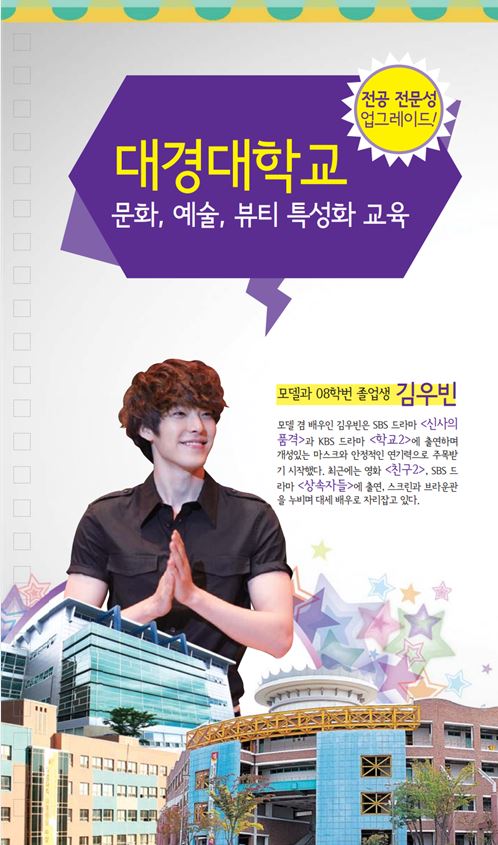 전공 전문성
업그레이드!
대경대학교
문화, 예술, 뷰티 특성화 교육
모델과 08학번 졸업생 김우빈
모델 겸 배우인 김우빈은 SBS 드라마 <신사의
품격>과 KBS 드라마 <학교2>에 출연하며
개성있는 마스크와 안정적인 연기력으로 주목받
기 시작했다. 최근에는 영화 <친구2>, SBS 드
라마 <상속자들>에 출연, 스크린과 브라운관
을 누비며 대세 배우로 자리잡고 있다.